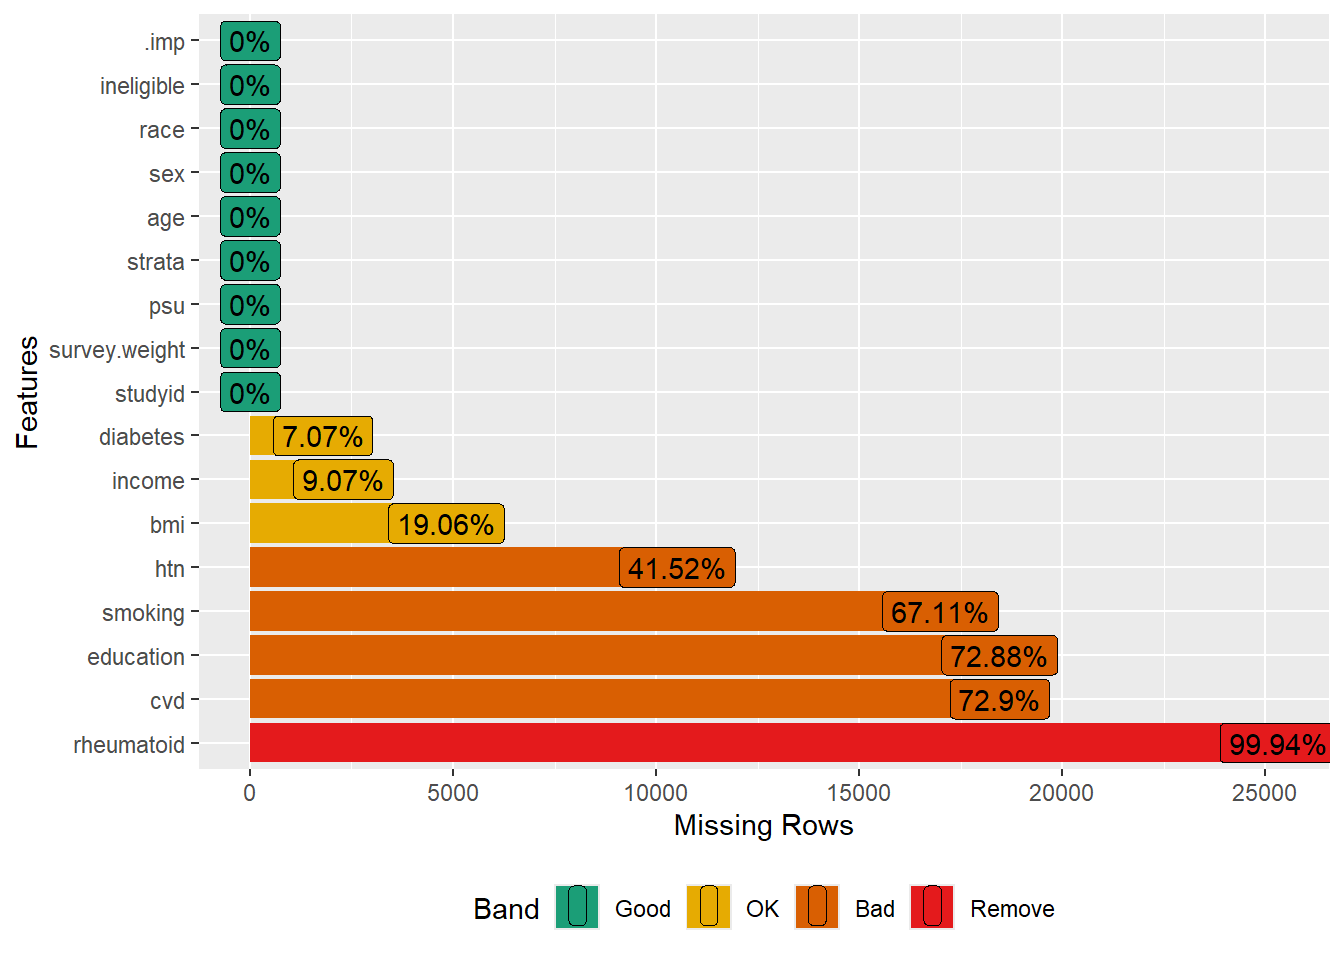 .imp 0%
ineligible 0%
race 0%
sex 0%
age 0%
strata 0%
psu 0%
survey.weight 0%
studyid 0%
diabetes 7.07%
income 9.07%
bmi 19.06%
htn 41.52%
smoking 67.11%
education 72.88%
cvd 72.9%
rheumatoid 99.94%
Features
0 5000 10000 15000 20000 25000
Missing Rows
Band Good OK Bad Remove